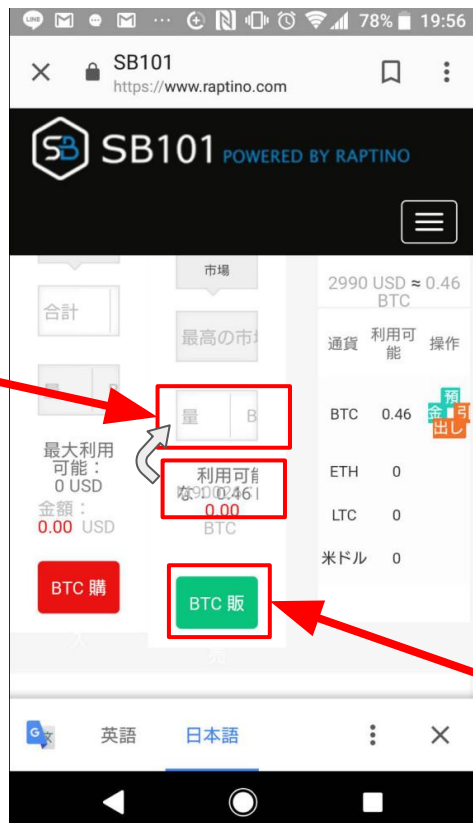 LINE
78% 19:56
SB101
https://www.raptino.com
SB SB101 POWERED BY RAPTINO
合計
最大利用
可能：
0 USD
金額：
0.00 USD
BTC 購
市場
最高の市
量 B
利用可能
な： 0.46
0.00
BTC
BTC 販
2990 USD ≈ 0.46
BTC
通貨 利用可能 操作
BTC 0.46 預金 引出し
ETH 0
LTC 0
米ドル 0
G 文 英語 日本語